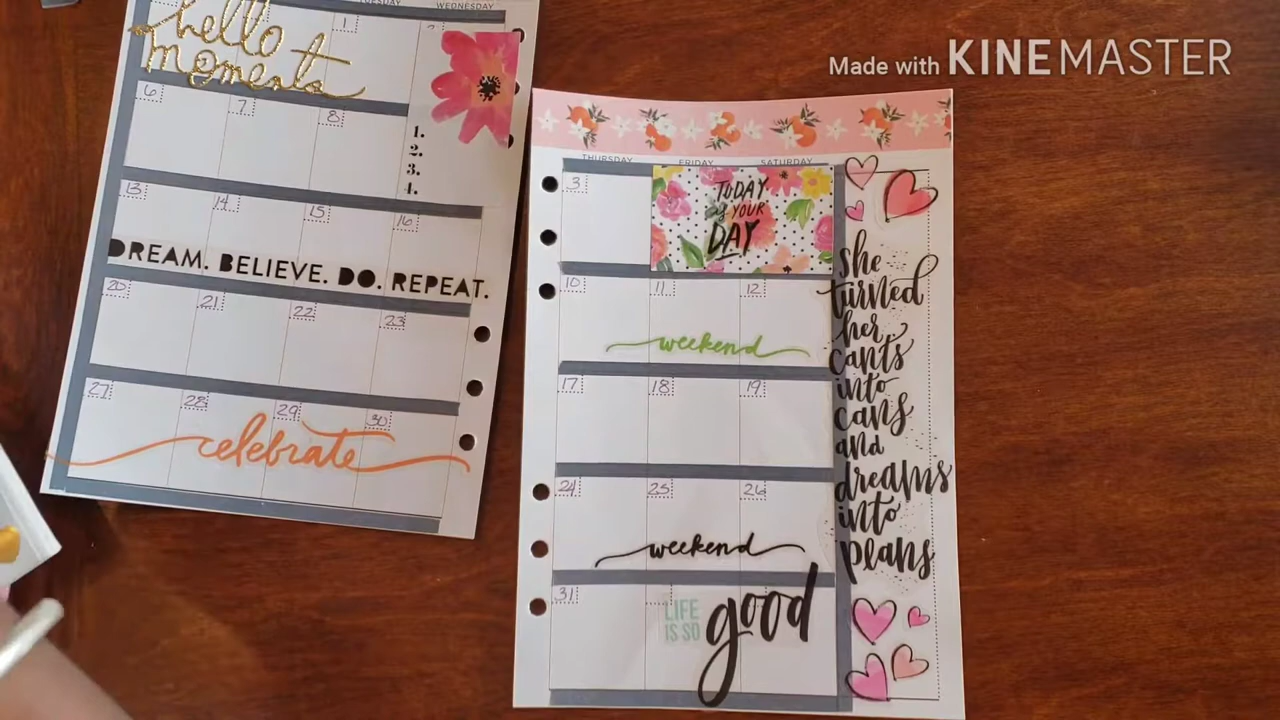 Made with KINEMASTER
hello
moments
TUESDAY
WEDNESDAY
1
2
6
7
8
1.
2.
3.
4.
13
14
15
16
DREAM. BELIEVE. DO. REPEAT.
20
21
22
23
27
28
29
30
celebrate
THURSDAY
FRIDAY
SATURDAY
3
TODAY
is YOUR
DAY
10
11
12
weekend
17
18
19
24
25
26
weekend
31
LIFE
IS SO
good
she
turned
her
cants
into
cans
and
dreams
into
plans